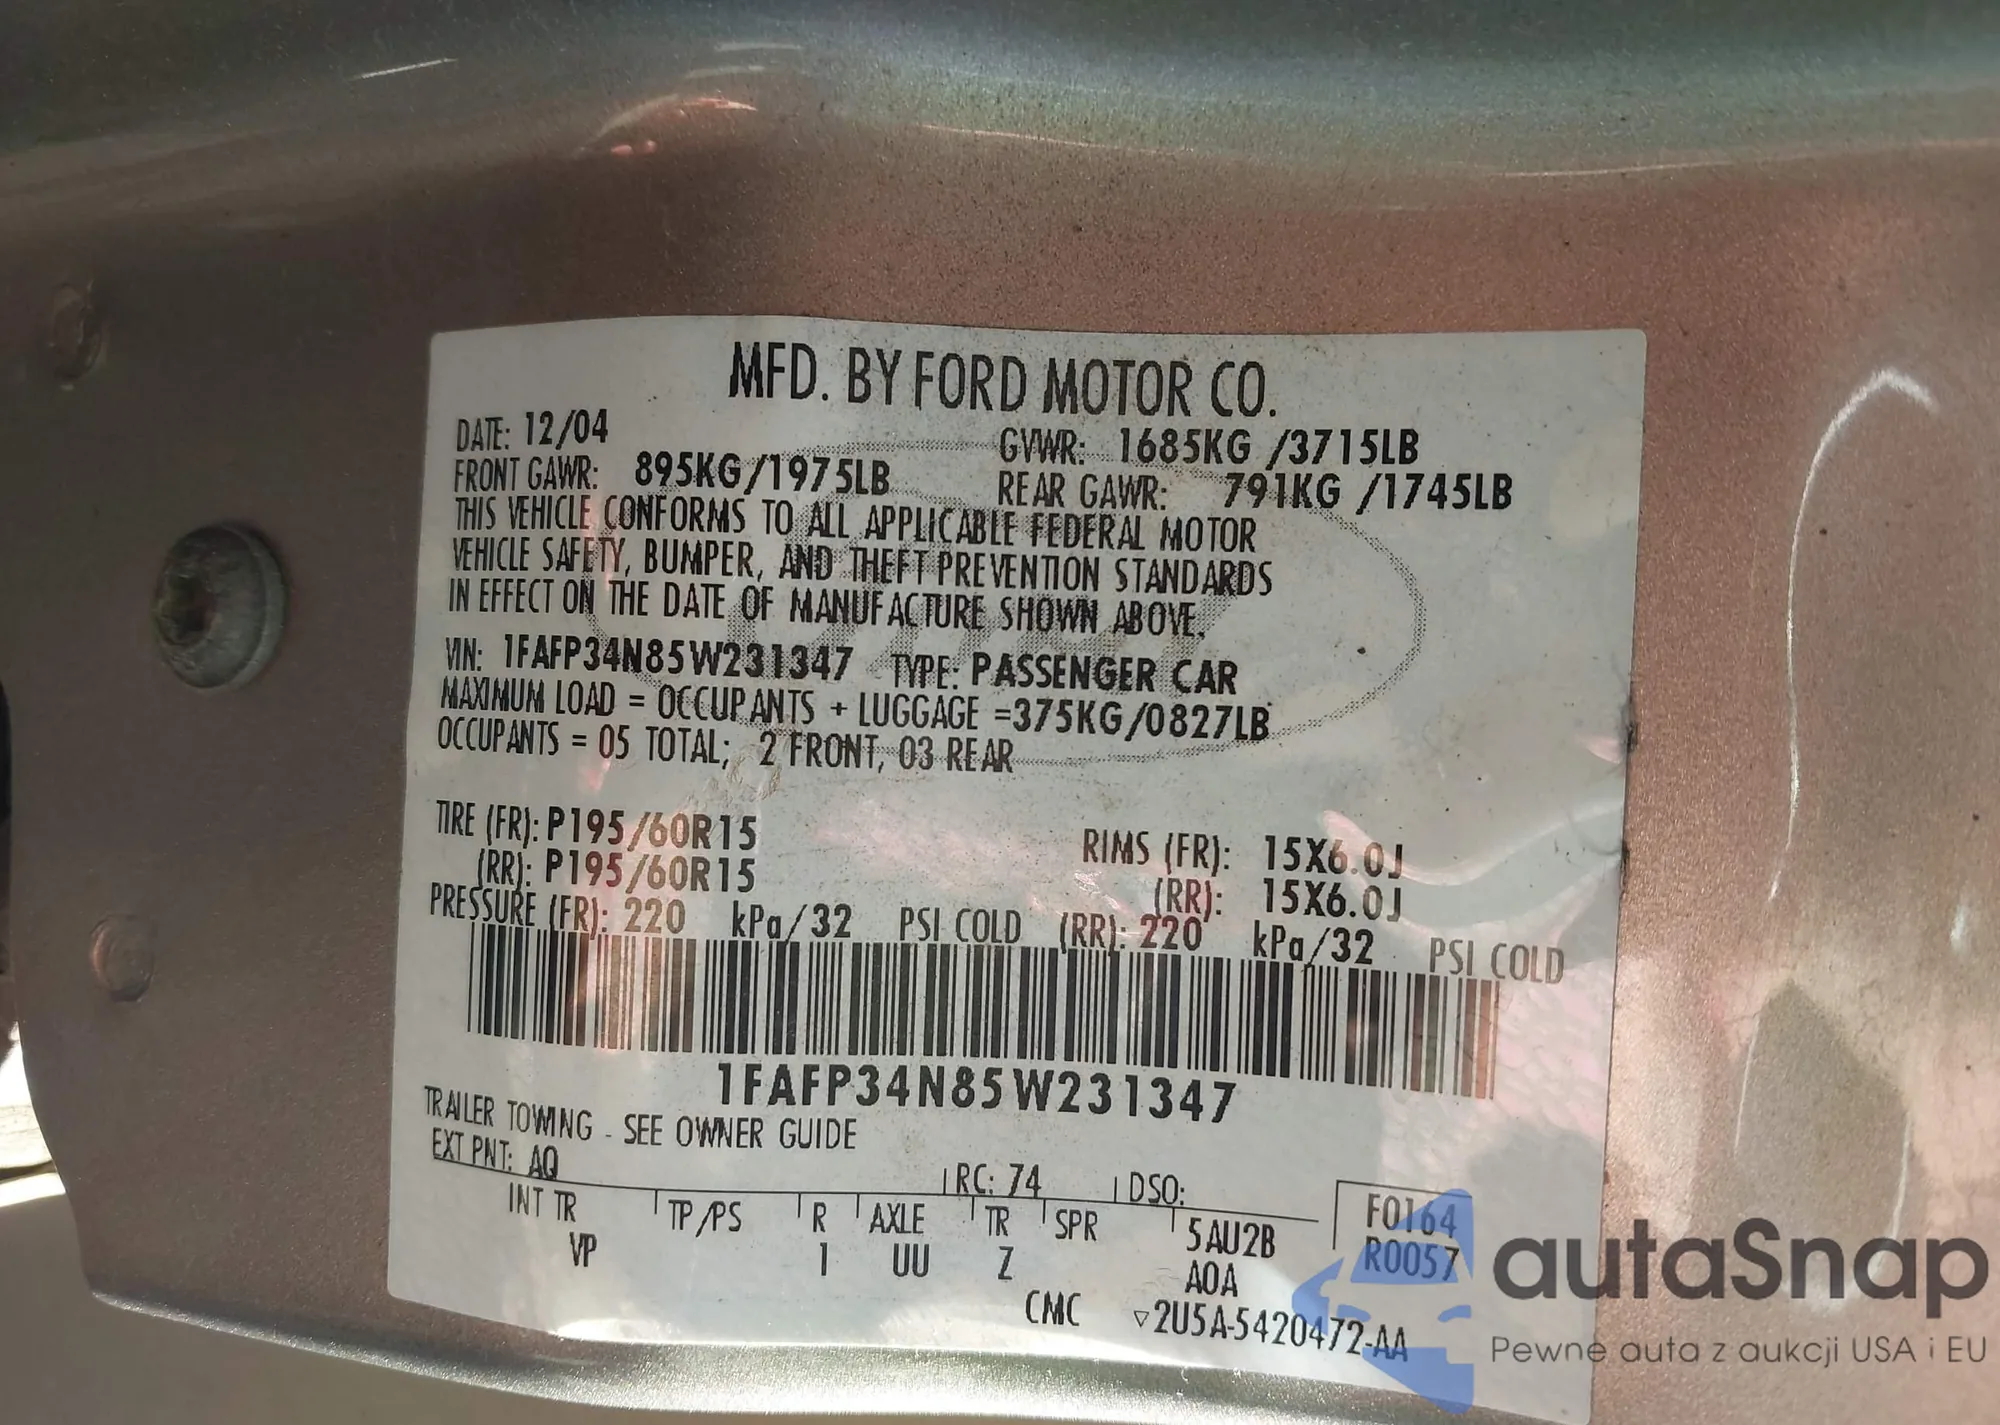 MFD. BY FORD MOTOR CO.
DATE: 12/04 GVWR: 1685KG /3715LB
FRONT GAWR: 895KG/1975LB REAR GAWR: 791KG /1745LB
THIS VEHICLE CONFORMS TO ALL APPLICABLE FEDERAL MOTOR
VEHICLE SAFETY, BUMPER, AND THEFT PREVENTION STANDARDS
IN EFFECT ON THE DATE OF MANUFACTURE SHOWN ABOVE.
VIN: 1FAFP34N85W231347 TYPE: PASSENGER CAR
MAXIMUM LOAD = OCCUPANTS + LUGGAGE =375KG/0827LB
OCCUPANTS = 05 TOTAL; 2 FRONT, 03 REAR
TIRE (FR): P195/60R15 RIMS (FR): 15X6.0J
(RR): P195/60R15 (RR): 15X6.0J
PRESSURE (FR): 220 kPa/32 PSI COLD (RR): 220 kPa/32 PSI COLD
1FAFP34N85W231347
TRAILER TOWING - SEE OWNER GUIDE
EXT PNT: AQ RC: 74 DSO:
INT TR TP/PS R AXLE TR SPR 5AU2B F0164
VP 1 UU Z A0A R0057
CMC ▽2U5A-5420472-AA
autaSnap
Pewne auta z aukcji USA i EU